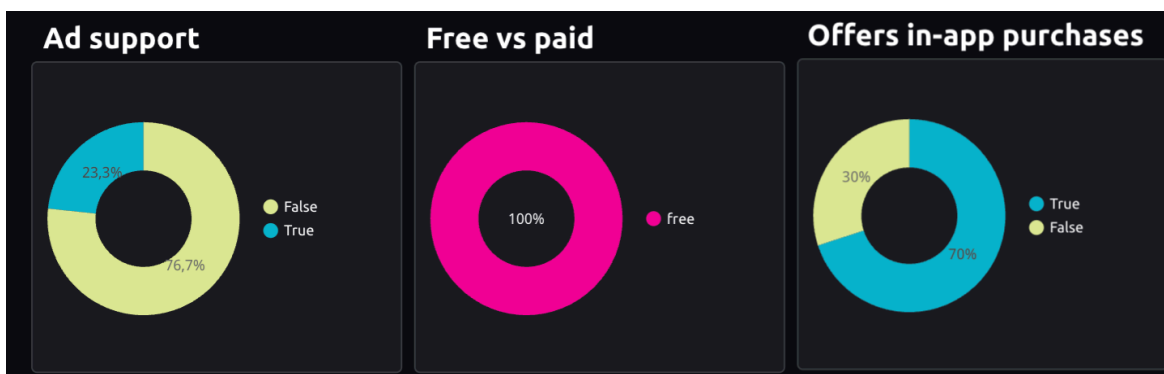 Ad support
23,3%
76,7%
False
True
Free vs paid
100%
free
Offers in-app purchases
30%
70%
True
False